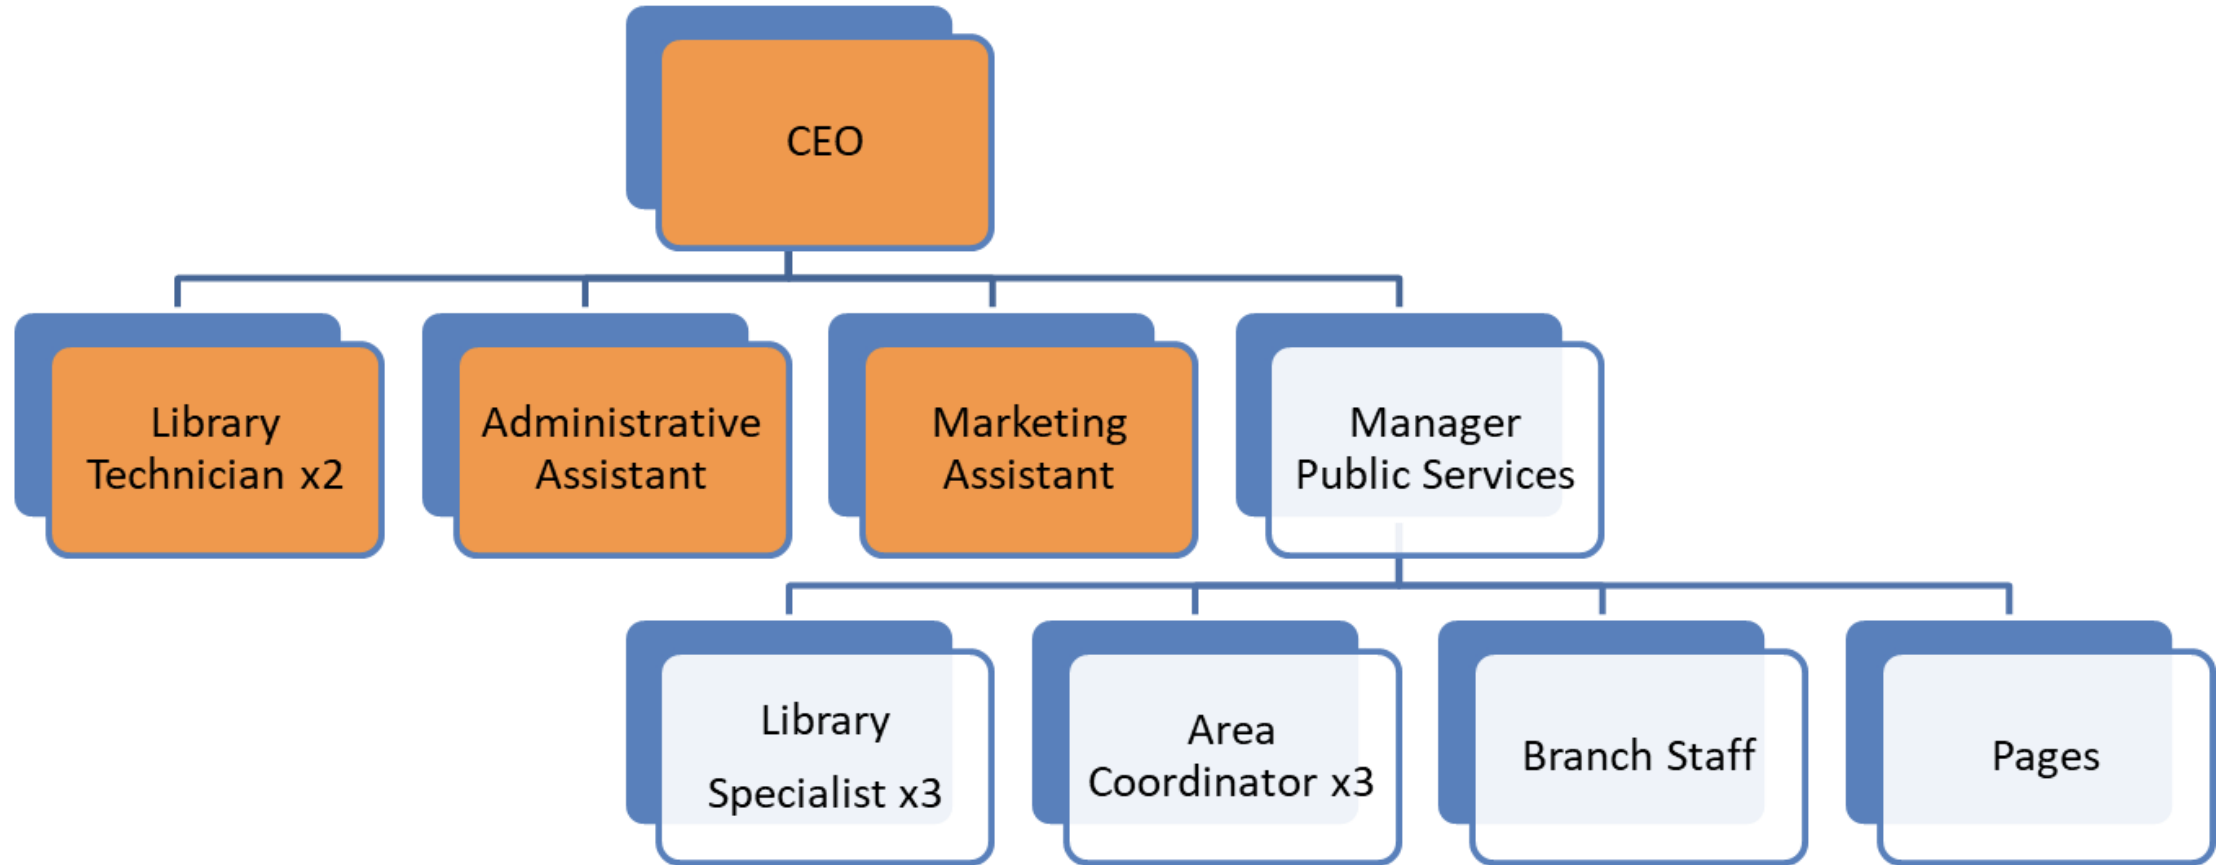 CEO
Library
Technician x2
Administrative
Assistant
Marketing
Assistant
Manager
Public Services
Library
Specialist x3
Area
Coordinator x3
Branch Staff
Pages